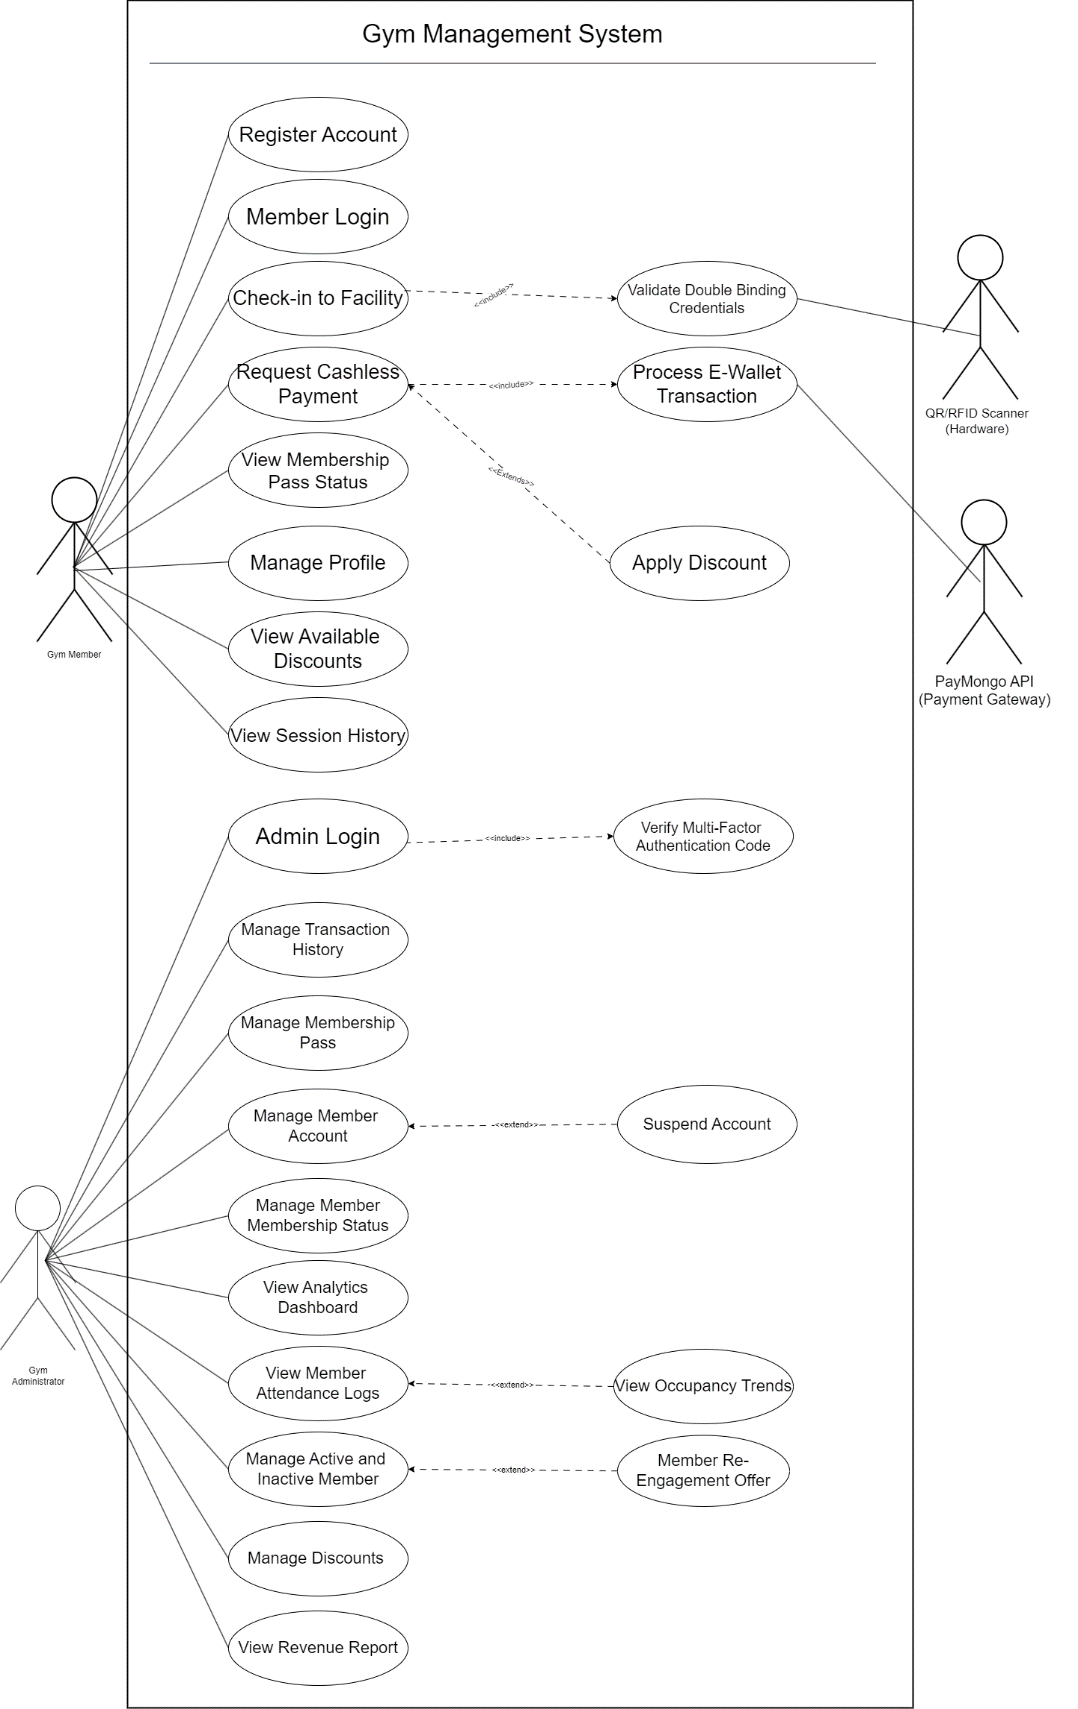 Gym Management System
Register Account
Member Login
Check-in to Facility
<<include>>
Validate Double Binding
Credentials
Request Cashless
Payment
<<include>>
Process E-Wallet
Transaction
QR/RFID Scanner
(Hardware)
View Membership
Pass Status
<<Extends>>
Manage Profile
Apply Discount
Gym Member
View Available
Discounts
PayMongo API
(Payment Gateway)
View Session History
Admin Login
<<include>>
Verify Multi-Factor
Authentication Code
Manage Transaction
History
Manage Membership
Pass
Manage Member
Account
<<extend>>
Suspend Account
Manage Member
Membership Status
View Analytics
Dashboard
Gym
Administrator
View Member
Attendance Logs
<<extend>>
View Occupancy Trends
Manage Active and
Inactive Member
<<extend>>
Member Re-
Engagement Offer
Manage Discounts
View Revenue Report